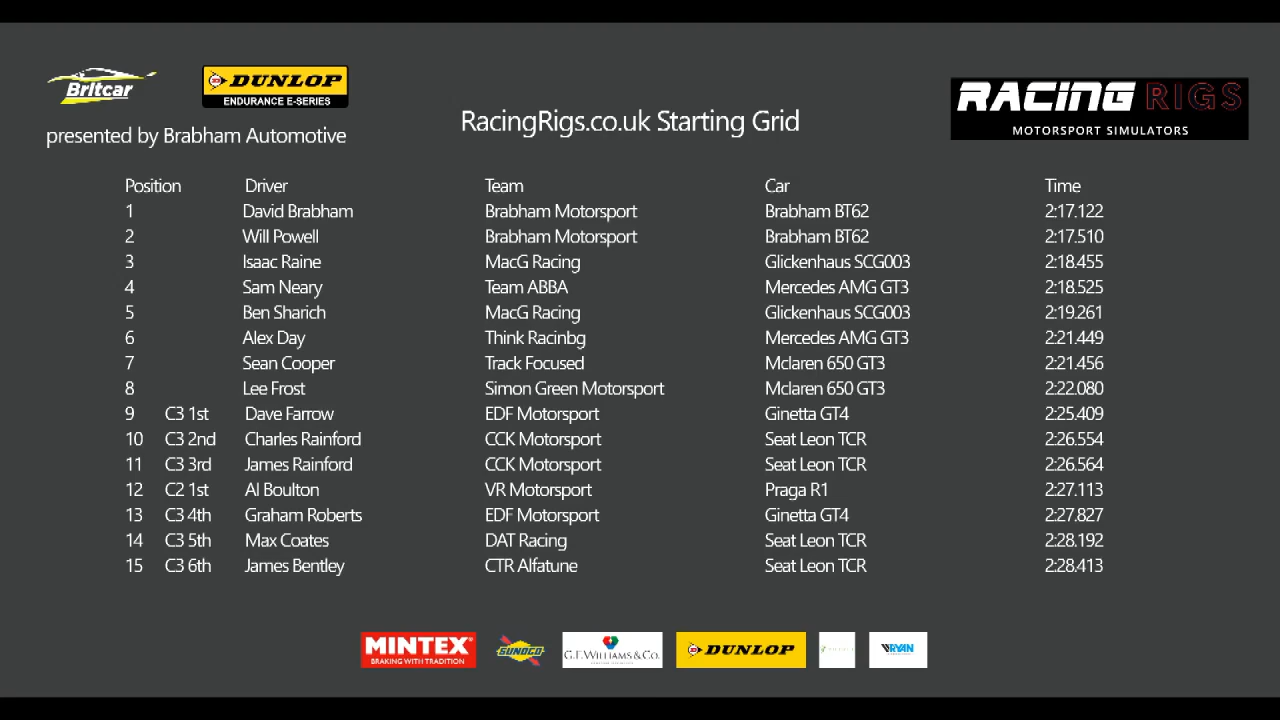 Britcar
DUNLOP
ENDURANCE E-SERIES
presented by Brabham Automotive
RacingRigs.co.uk Starting Grid
RACING RIGS
MOTORSPORT SIMULATORS
Position Driver Team Car Time
1 David Brabham Brabham Motorsport Brabham BT62 2:17.122
2 Will Powell Brabham Motorsport Brabham BT62 2:17.510
3 Isaac Raine MacG Racing Glickenhaus SCG003 2:18.455
4 Sam Neary Team ABBA Mercedes AMG GT3 2:18.525
5 Ben Sharich MacG Racing Glickenhaus SCG003 2:19.261
6 Alex Day Think Racinbg Mercedes AMG GT3 2:21.449
7 Sean Cooper Track Focused Mclaren 650 GT3 2:21.456
8 Lee Frost Simon Green Motorsport Mclaren 650 GT3 2:22.080
9 C3 1st Dave Farrow EDF Motorsport Ginetta GT4 2:25.409
10 C3 2nd Charles Rainford CCK Motorsport Seat Leon TCR 2:26.554
11 C3 3rd James Rainford CCK Motorsport Seat Leon TCR 2:26.564
12 C2 1st Al Boulton VR Motorsport Praga R1 2:27.113
13 C3 4th Graham Roberts EDF Motorsport Ginetta GT4 2:27.827
14 C3 5th Max Coates DAT Racing Seat Leon TCR 2:28.192
15 C3 6th James Bentley CTR Alfatune Seat Leon TCR 2:28.413
MINTEX®
BRAKING WITH TRADITION
SUNOCO
G.F. WILLIAMS & CO.
DUNLOP
RYAN